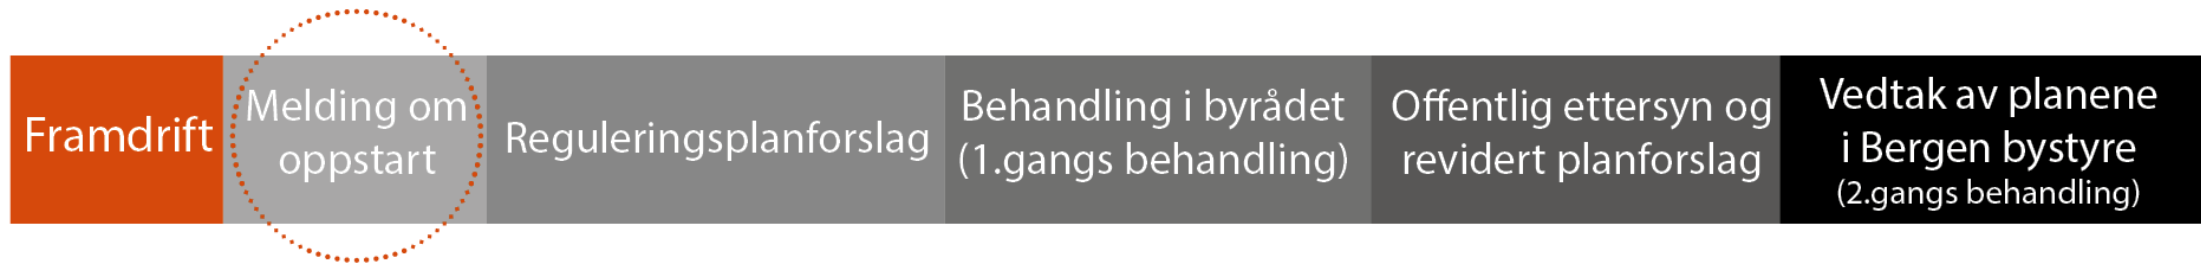 Framdrift
Melding om
oppstart
Reguleringsplanforslag
Behandling i byrådet
(1.gangs behandling)
Offentlig ettersyn og
revidert planforslag
Vedtak av planene
i Bergen bystyre
(2.gangs behandling)